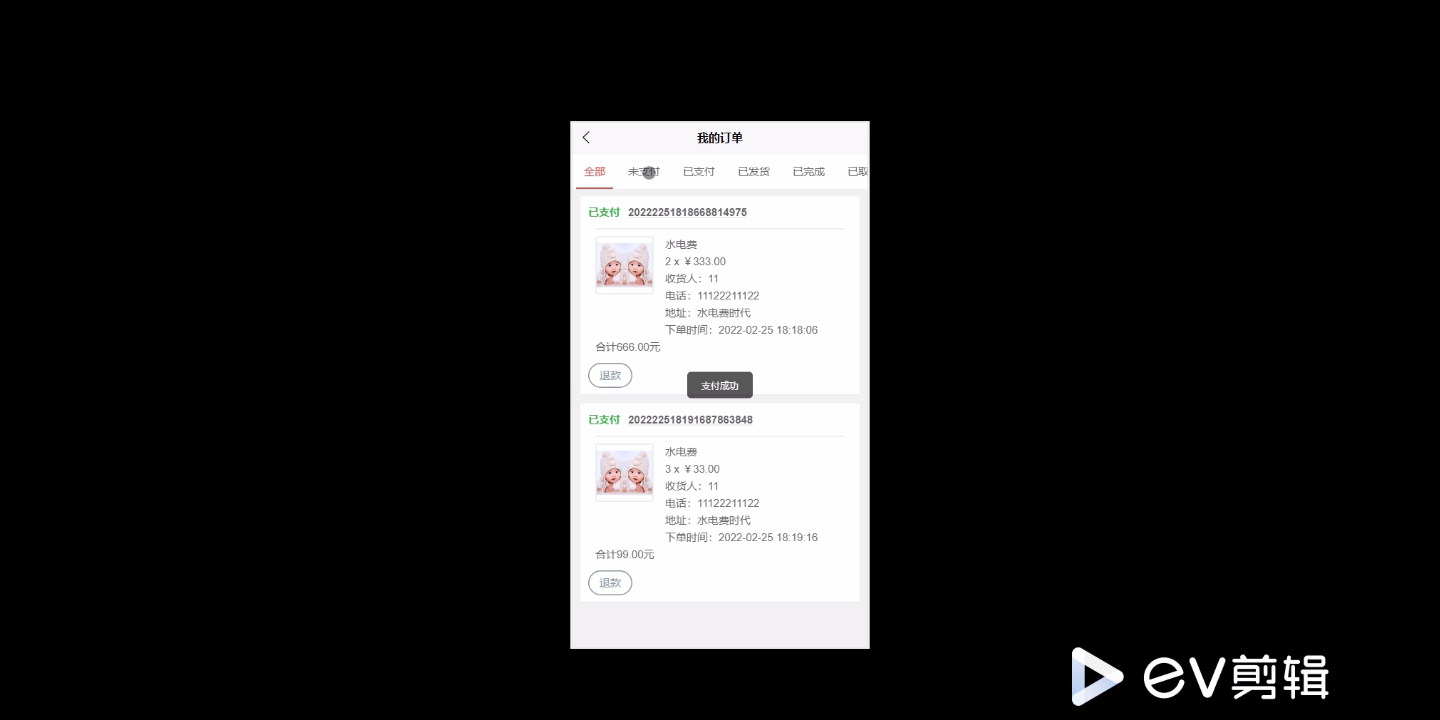 我的订单
全部 未支付 已支付 已发货 已完成 已取
已支付 20222251818668814975
水电费
2 x ￥333.00
收货人：11
电话：11122211122
地址：水电费时代
下单时间：2022-02-25 18:18:06
合计666.00元
退款
支付成功
已支付 202222518191687863848
水电费
3 x ￥33.00
收货人：11
电话：11122211122
地址：水电费时代
下单时间：2022-02-25 18:19:16
合计99.00元
退款
ev剪辑